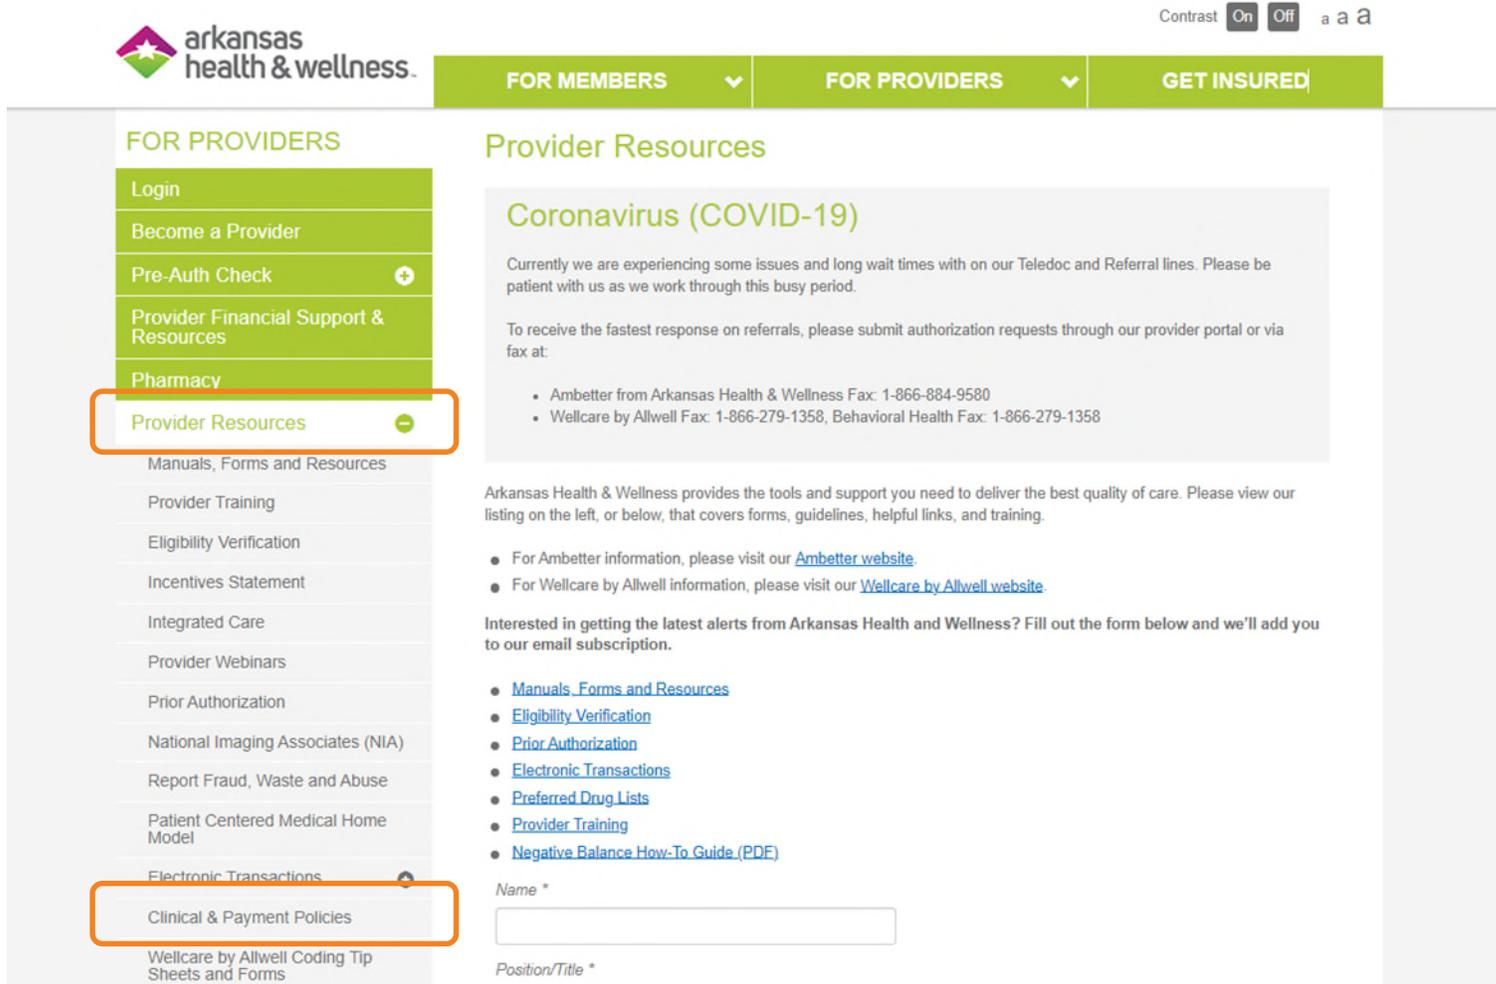 Contrast On Off a a a
arkansas
health & wellness.
FOR MEMBERS
FOR PROVIDERS
GET INSURED
FOR PROVIDERS
Login
Become a Provider
Pre-Auth Check
Provider Financial Support &
Resources
Pharmacy
Provider Resources
Manuals, Forms and Resources
Provider Training
Eligibility Verification
Incentives Statement
Integrated Care
Provider Webinars
Prior Authorization
National Imaging Associates (NIA)
Report Fraud, Waste and Abuse
Patient Centered Medical Home
Model
Electronic Transactions
Clinical & Payment Policies
Wellcare by Allwell Coding Tip
Sheets and Forms
Provider Resources
Coronavirus (COVID-19)
Currently we are experiencing some issues and long wait times with on our Teledoc and Referral lines. Please be
patient with us as we work through this busy period.
To receive the fastest response on referrals, please submit authorization requests through our provider portal or via
fax at:
• Ambetter from Arkansas Health & Wellness Fax: 1-866-884-9580
• Wellcare by Allwell Fax: 1-866-279-1358, Behavioral Health Fax: 1-866-279-1358
Arkansas Health & Wellness provides the tools and support you need to deliver the best quality of care. Please view our
listing on the left, or below, that covers forms, guidelines, helpful links, and training.
• For Ambetter information, please visit our Ambetter website.
• For Wellcare by Allwell information, please visit our Wellcare by Allwell website.
Interested in getting the latest alerts from Arkansas Health and Wellness? Fill out the form below and we'll add you
to our email subscription.
• Manuals, Forms and Resources
• Eligibility Verification
• Prior Authorization
• Electronic Transactions
• Preferred Drug Lists
• Provider Training
• Negative Balance How-To Guide (PDF)
Name *
Position/Title *